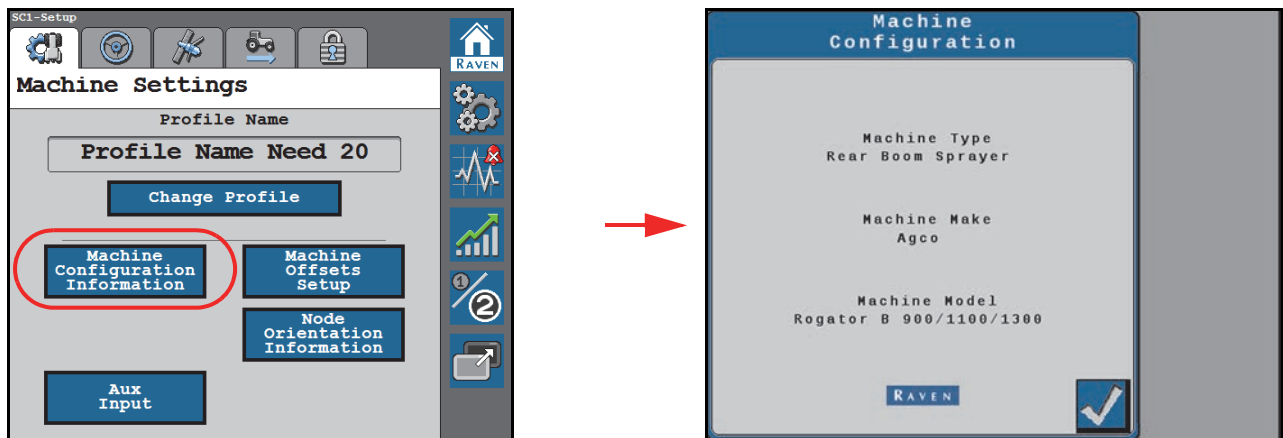 SC1-Setup
RAVEN
Machine Settings
Profile Name
Profile Name Need 20
Change Profile
Machine
Configuration
Information
Machine
Offsets
Setup
Node
Orientation
Information
Aux
Input
1/2
Machine
Configuration
Machine Type
Rear Boom Sprayer
Machine Make
Agco
Machine Model
Rogator B 900/1100/1300
RAVEN